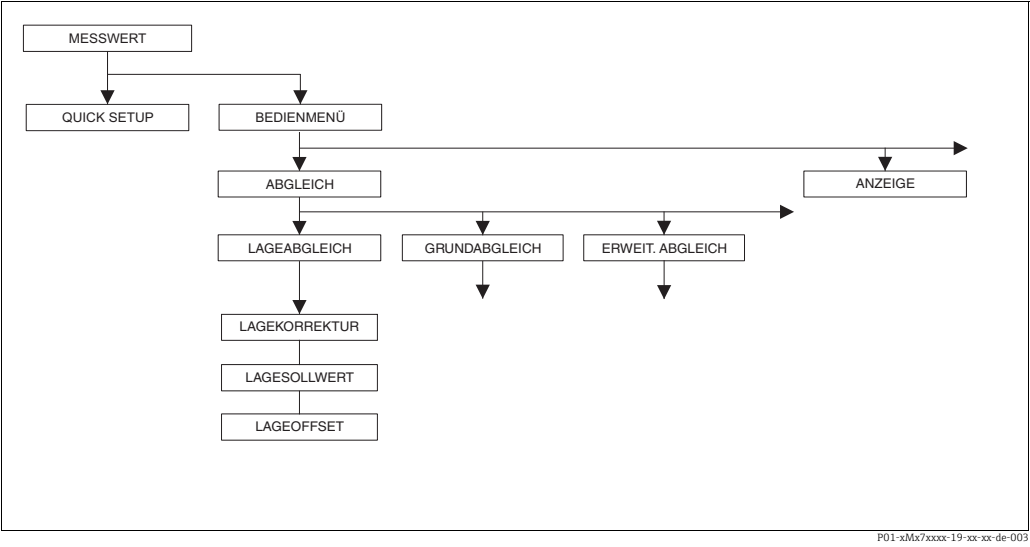 MESSWERT
QUICK SETUP
BEDIENMENÜ
ABGLEICH
ANZEIGE
LAGEABGLEICH
GRUNDABGLEICH
ERWEIT. ABGLEICH
LAGEKORREKTUR
LAGESOLLWERT
LAGEOFFSET
P01-xMx7xxxx-19-xx-xx-de-003